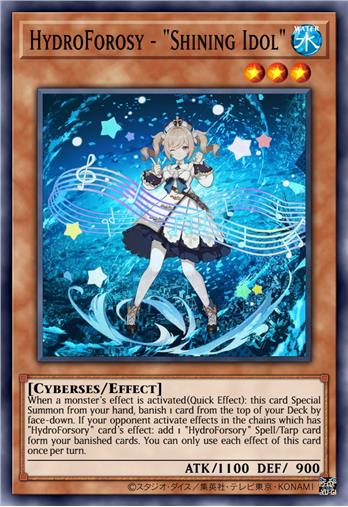 HydroForosy - "Shining Idol"
WATER
水
[Cyberses/Effect]
When a monster's effect is activated(Quick Effect): this card Special
Summon from your hand, banish 1 card from the top of your Deck by
face-down. If your opponent activate effects in the chains which has
"HydroForsory" card's effect: add 1 "HydroForsory" Spell/Tarp card
form your banished cards. You can only use each effect of this card
once per turn.
ATK/1100 DEF/ 900
©スタジオ・ダイス／集英社・テレビ東京・KONAMI